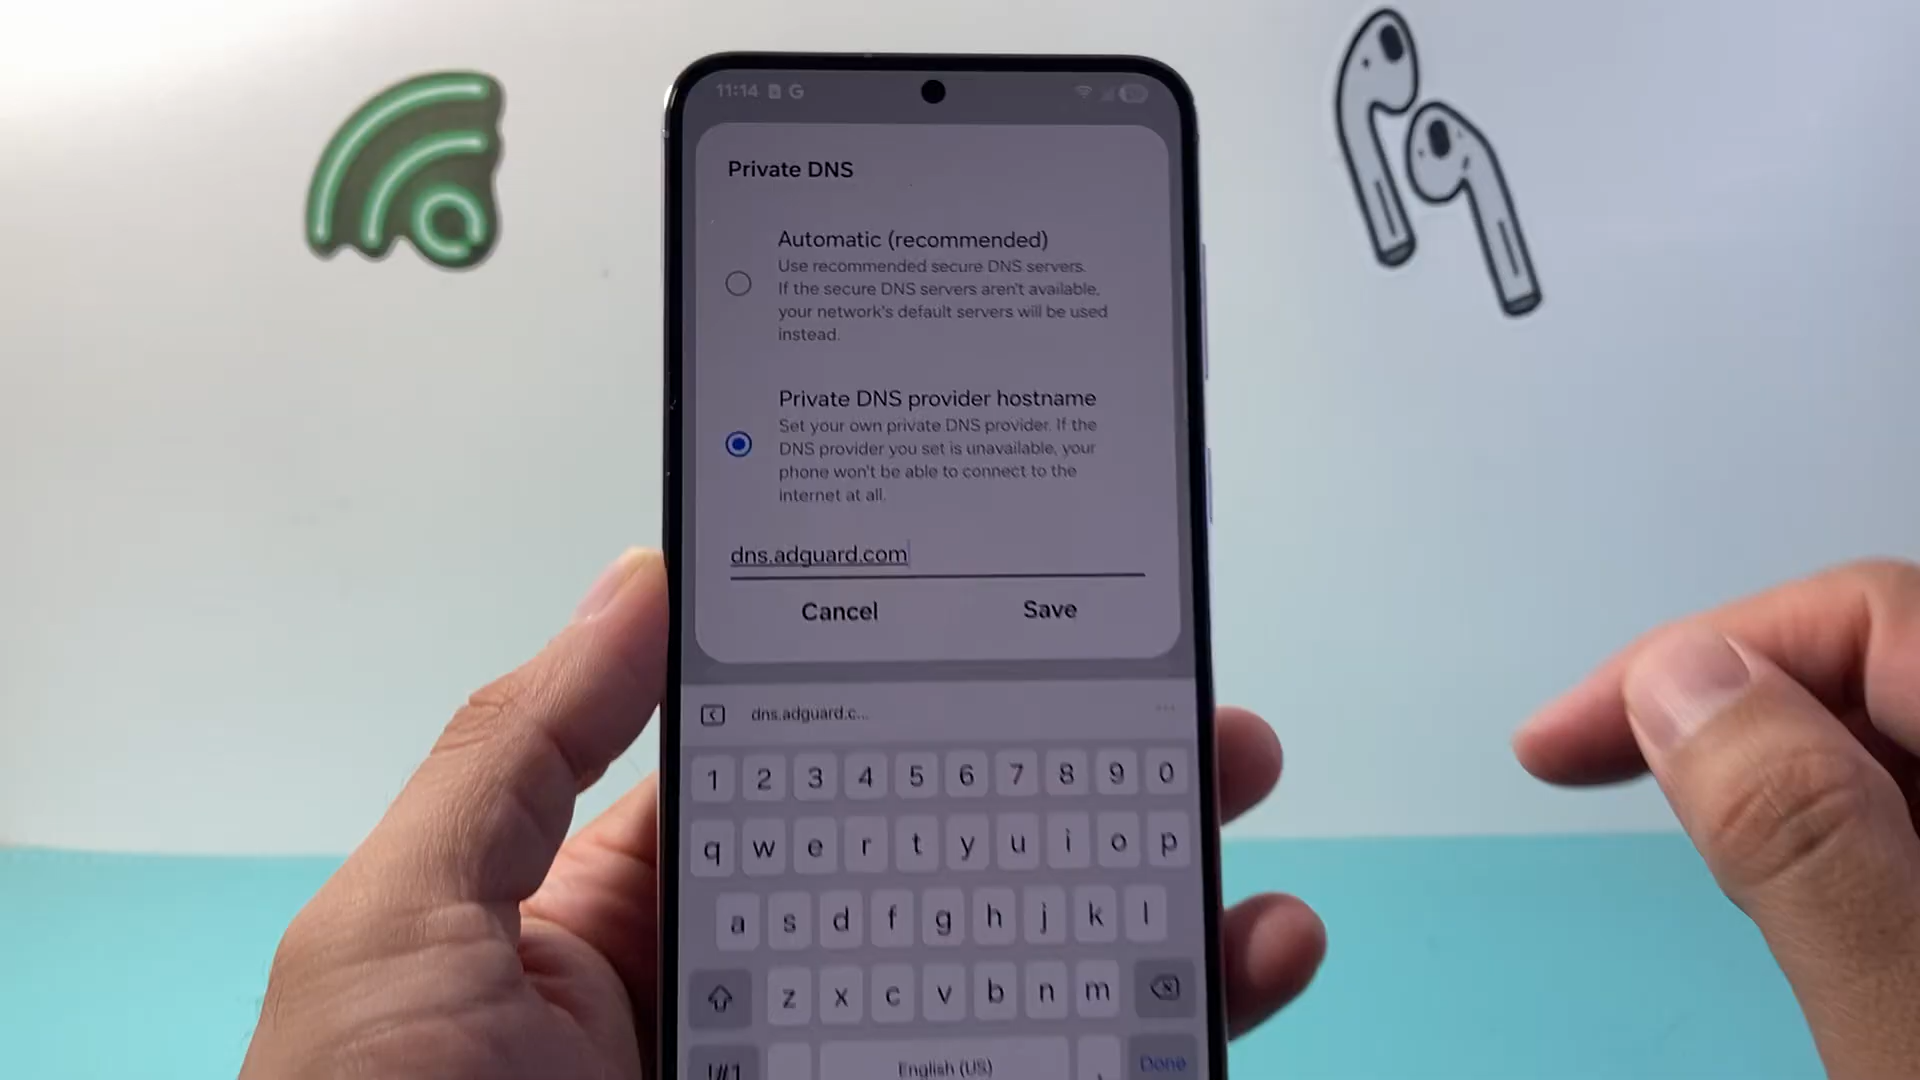 11:14 G
Private DNS
Automatic (recommended)
Use recommended secure DNS servers.
If the secure DNS servers aren't available,
your network's default servers will be used
instead.
Private DNS provider hostname
Set your own private DNS provider. If the
DNS provider you set is unavailable, your
phone won't be able to connect to the
internet at all.
dns.adguard.com
Cancel Save
dns.adguard.c...
1 2 3 4 5 6 7 8 9 0
q w e r t y u i o p
a s d f g h j k l
z x c v b n m
!#1 English (US) , Done